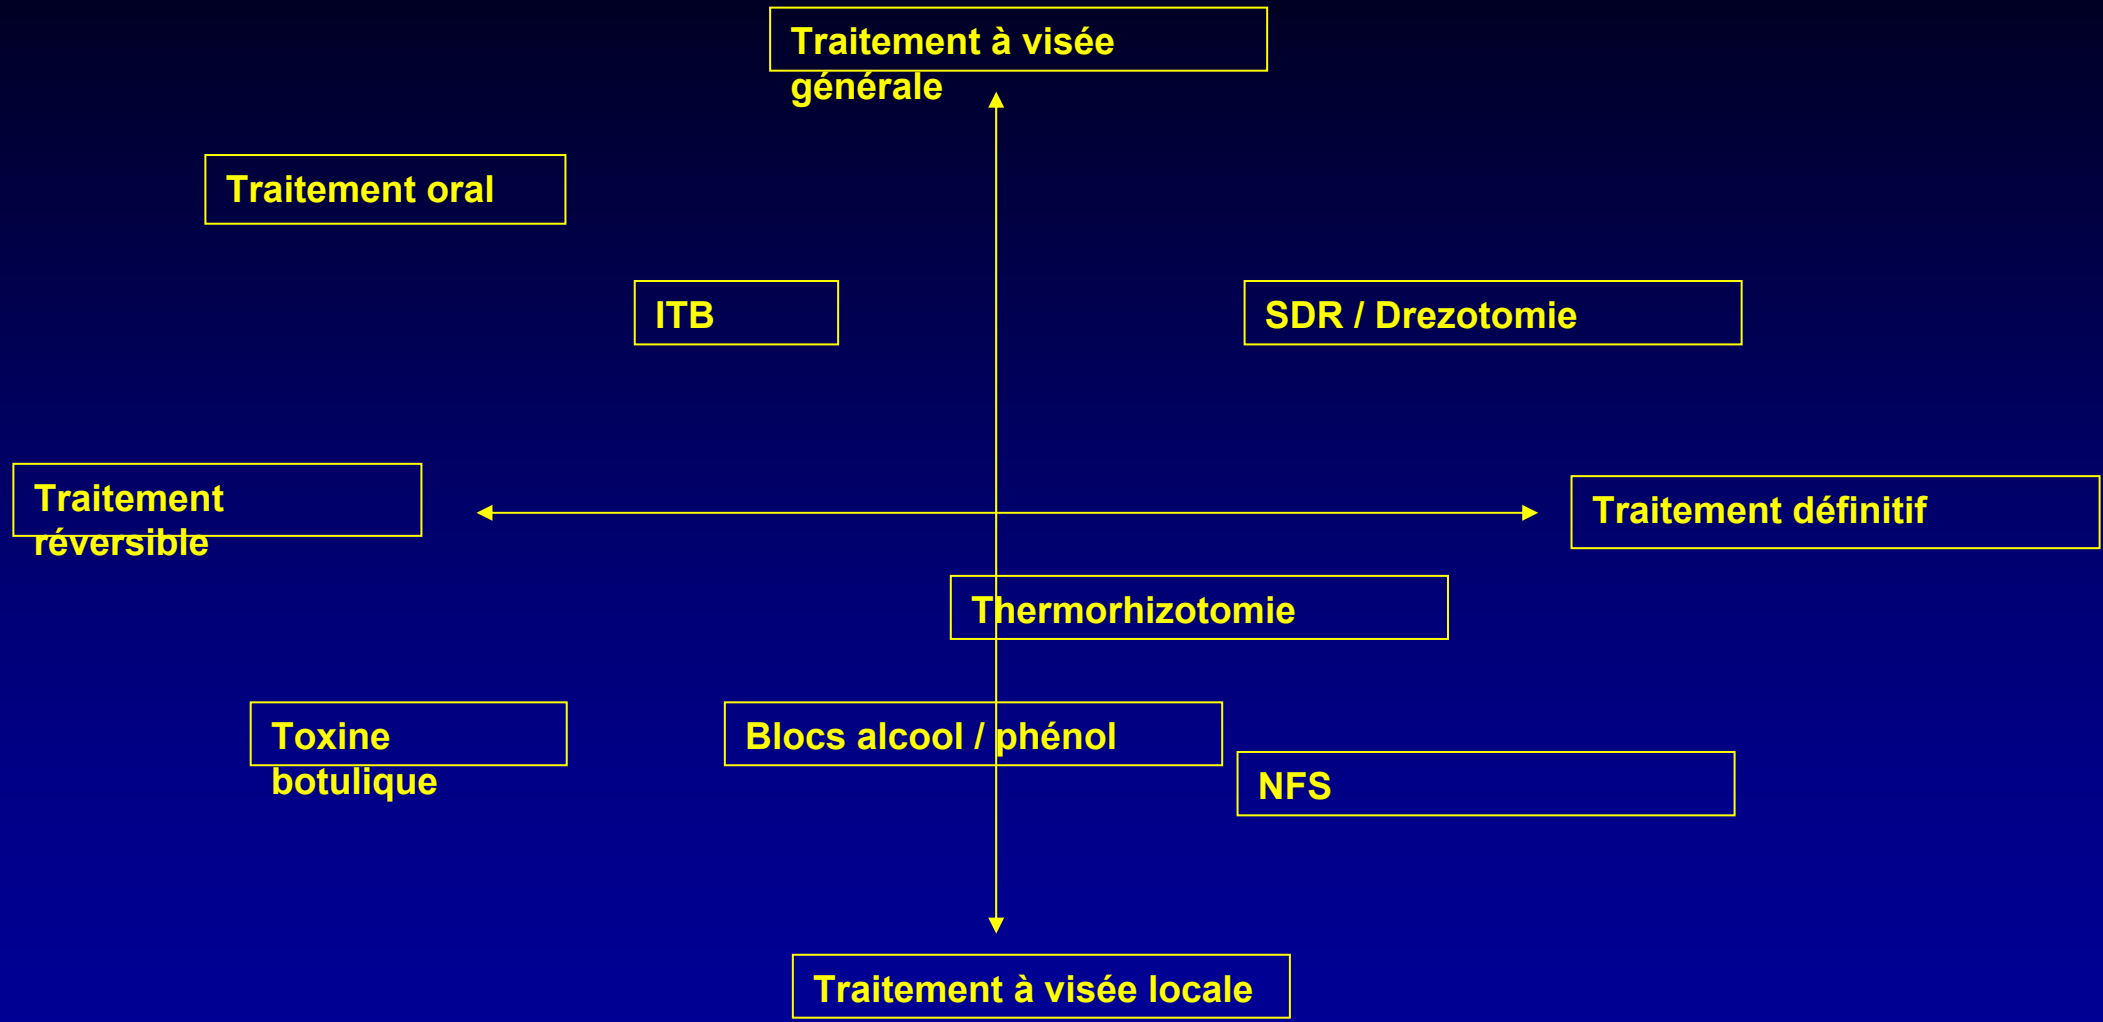 Traitement à visée
générale
Traitement oral
ITB
SDR / Drezotomie
Traitement
réversible
Traitement définitif
Thermorhizotomie
Toxine
botulique
Blocs alcool / phénol
NFS
Traitement à visée locale